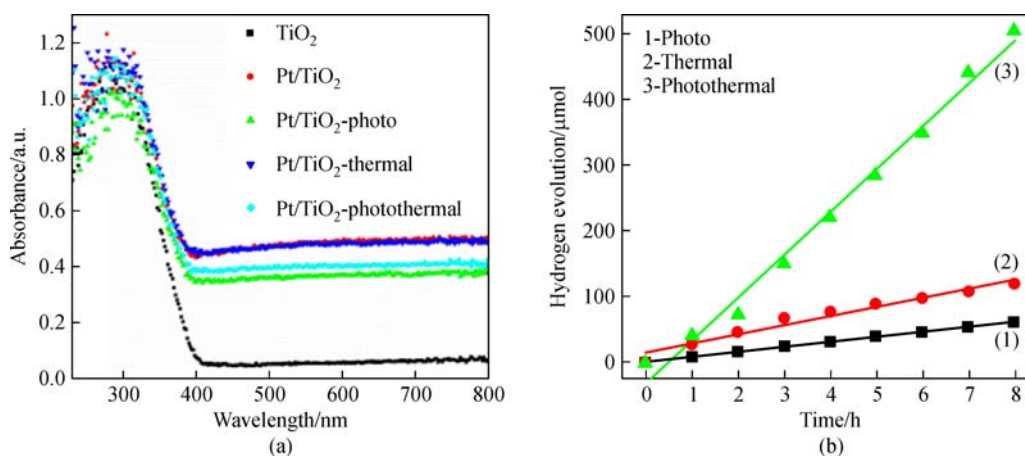 1.2
1.0
0.8
0.6
0.4
0.2
0.0
Absorbance/a.u.
TiO₂
Pt/TiO₂
Pt/TiO₂-photo
Pt/TiO₂-thermal
Pt/TiO₂-photothermal
300 400 500 600 700 800
Wavelength/nm
(a)
500
400
300
200
100
0
Hydrogen evolution/μmol
1-Photo
2-Thermal
3-Photothermal
(3)
(2)
(1)
0 1 2 3 4 5 6 7 8
Time/h
(b)